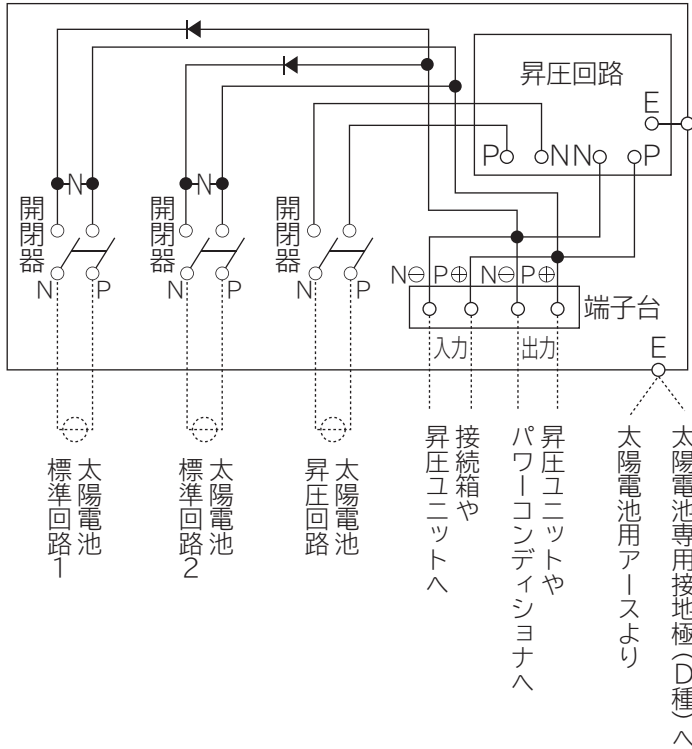 昇圧回路
E
P NN P
N
N
開閉器
開閉器
開閉器
N P
N P
N P
N⊖ P⊕ N⊖ P⊕
端子台
入力 出力
E
太陽電池
標準回路1
太陽電池
標準回路2
太陽電池
昇圧回路
接続箱や
昇圧ユニットへ
昇圧ユニットや
パワーコンディショナへ
太陽電池用アースより
太陽電池専用接地極(D種)へ